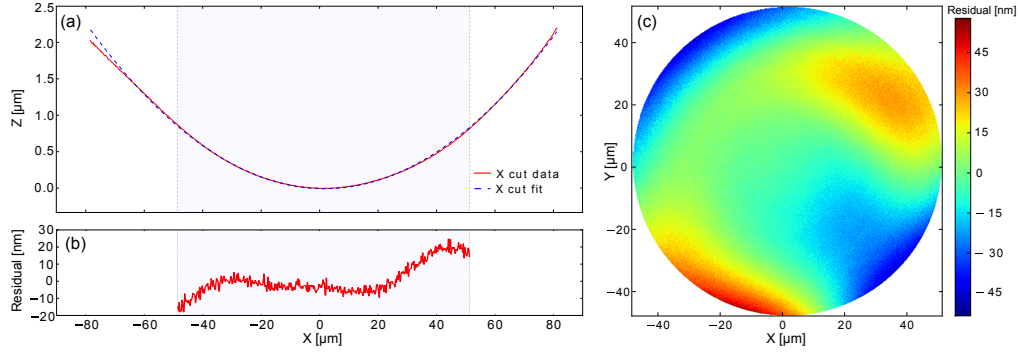 (a)
2.5
2.0
1.5
1.0
0.5
0.0
Z [µm]
X cut data
X cut fit
(b)
30
20
10
0
−10
−20
Residual [nm]
−80 −60 −40 −20 0 20 40 60 80
X [µm]
(c)
40
20
0
−20
−40
Y [µm]
−40 −20 0 20 40
X [µm]
Residual [nm]
45
30
15
0
−15
−30
−45